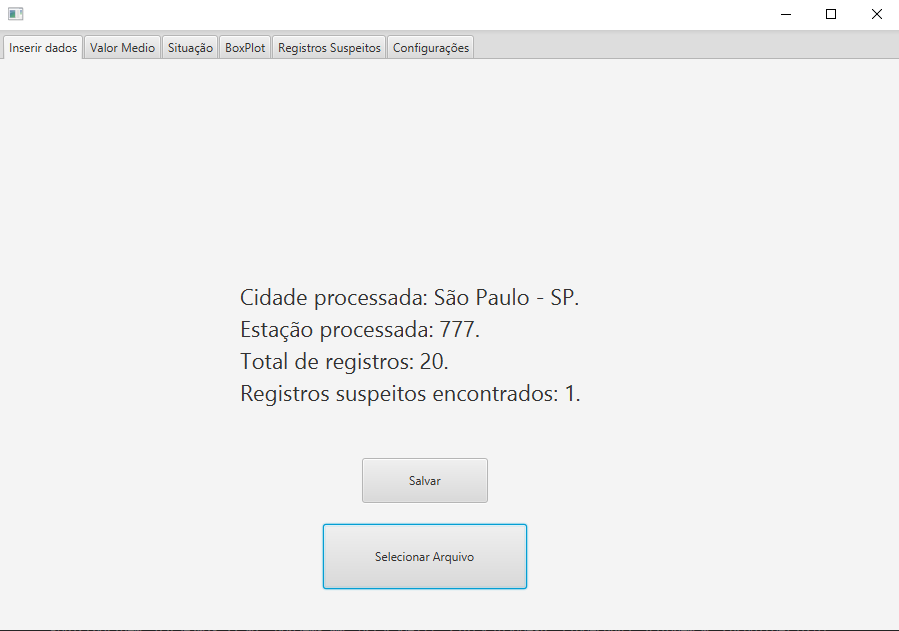 Inserir dados Valor Medio Situação BoxPlot Registros Suspeitos Configurações
Cidade processada: São Paulo - SP.
Estação processada: 777.
Total de registros: 20.
Registros suspeitos encontrados: 1.
Salvar
Selecionar Arquivo